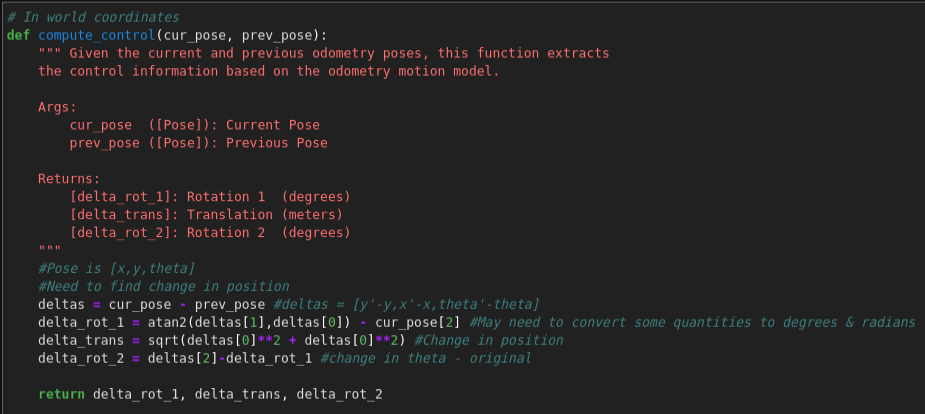 # In world coordinates
def compute_control(cur_pose, prev_pose):
    """ Given the current and previous odometry poses, this function extracts
    the control information based on the odometry motion model.

    Args:
        cur_pose  ([Pose]): Current Pose
        prev_pose ([Pose]): Previous Pose

    Returns:
        [delta_rot_1]: Rotation 1  (degrees)
        [delta_trans]: Translation (meters)
        [delta_rot_2]: Rotation 2  (degrees)
    """
    #Pose is [x,y,theta]
    #Need to find change in position
    deltas = cur_pose - prev_pose #deltas = [y'-y,x'-x,theta'-theta]
    delta_rot_1 = atan2(deltas[1],deltas[0]) - cur_pose[2] #May need to convert some quantities to degrees & radians
    delta_trans = sqrt(deltas[0]**2 + deltas[0]**2) #Change in position
    delta_rot_2 = deltas[2]-delta_rot_1 #change in theta - original

    return delta_rot_1, delta_trans, delta_rot_2